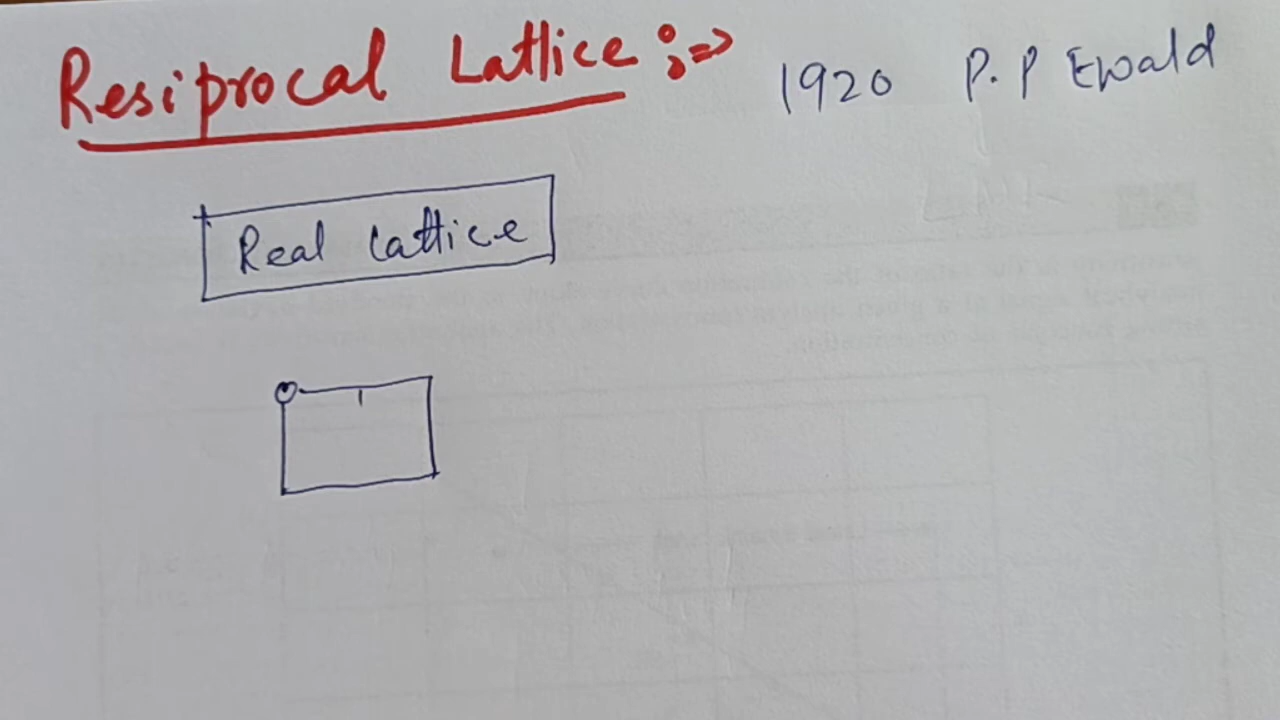 Resiprocal Lattice :⇒ 1920 P. P Ewald
Real Lattice